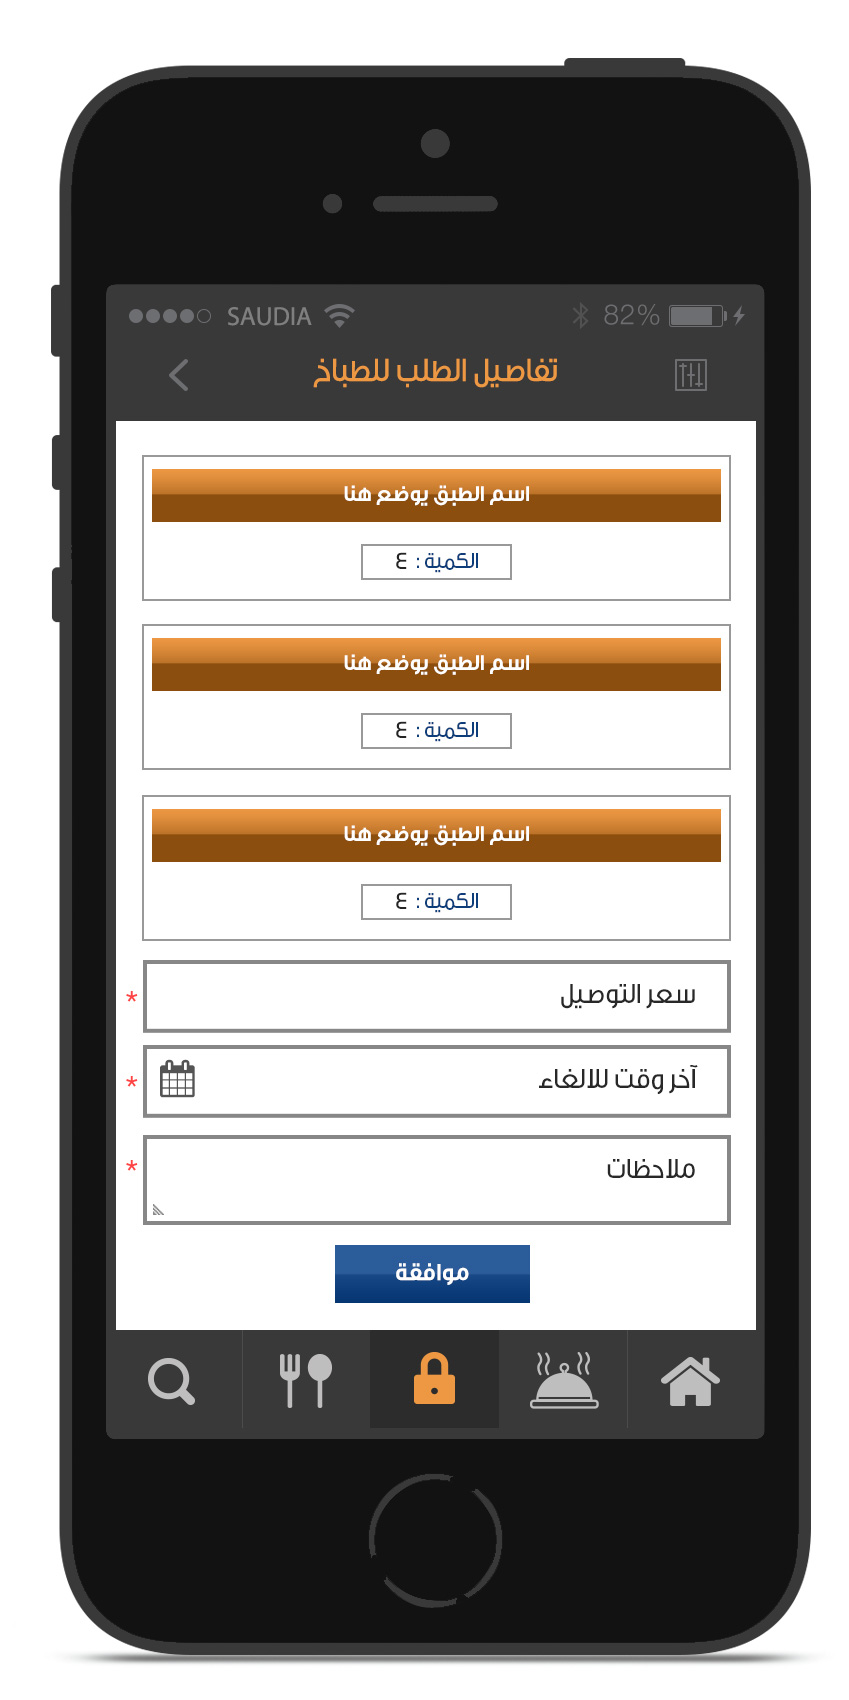 SAUDIA 82%
تفاصيل الطلب للطباخ
اسم الطبق يوضع هنا
الكمية : ٤
اسم الطبق يوضع هنا
الكمية : ٤
اسم الطبق يوضع هنا
الكمية : ٤
سعر التوصيل *
آخر وقت للالغاء *
ملاحظات *
موافقة